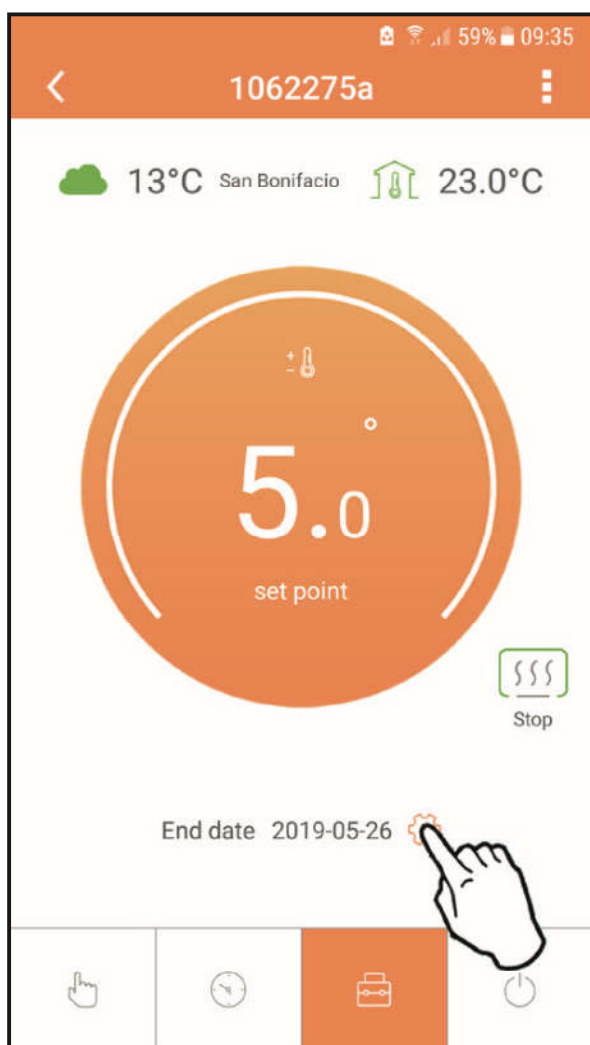 59% 09:35
1062275a
13°C San Bonifacio 23.0°C
5.0°
set point
Stop
End date 2019-05-26